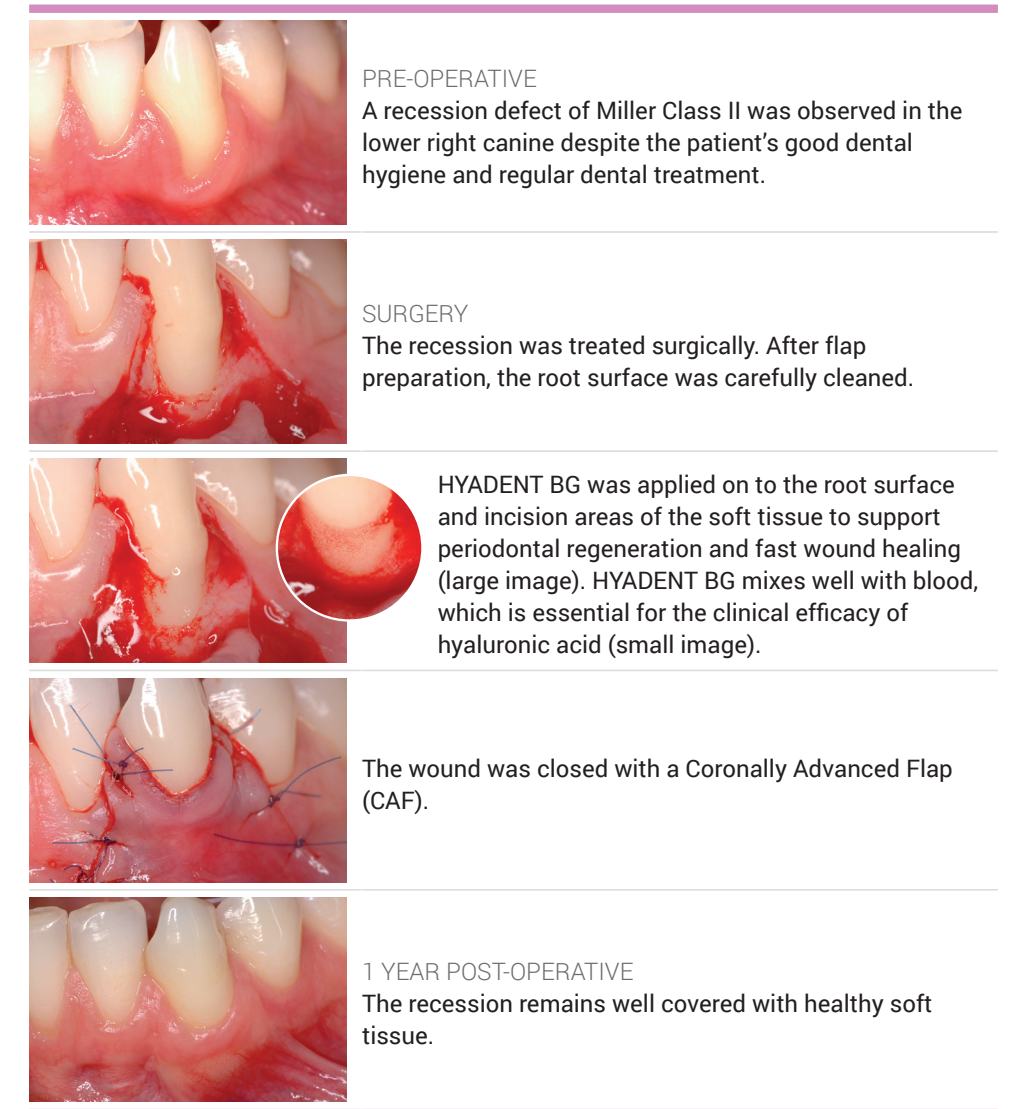 PRE-OPERATIVE
A recession defect of Miller Class II was observed in the
lower right canine despite the patient’s good dental
hygiene and regular dental treatment.
SURGERY
The recession was treated surgically. After flap
preparation, the root surface was carefully cleaned.
HYADENT BG was applied on to the root surface
and incision areas of the soft tissue to support
periodontal regeneration and fast wound healing
(large image). HYADENT BG mixes well with blood,
which is essential for the clinical efficacy of
hyaluronic acid (small image).
The wound was closed with a Coronally Advanced Flap
(CAF).
1 YEAR POST-OPERATIVE
The recession remains well covered with healthy soft
tissue.